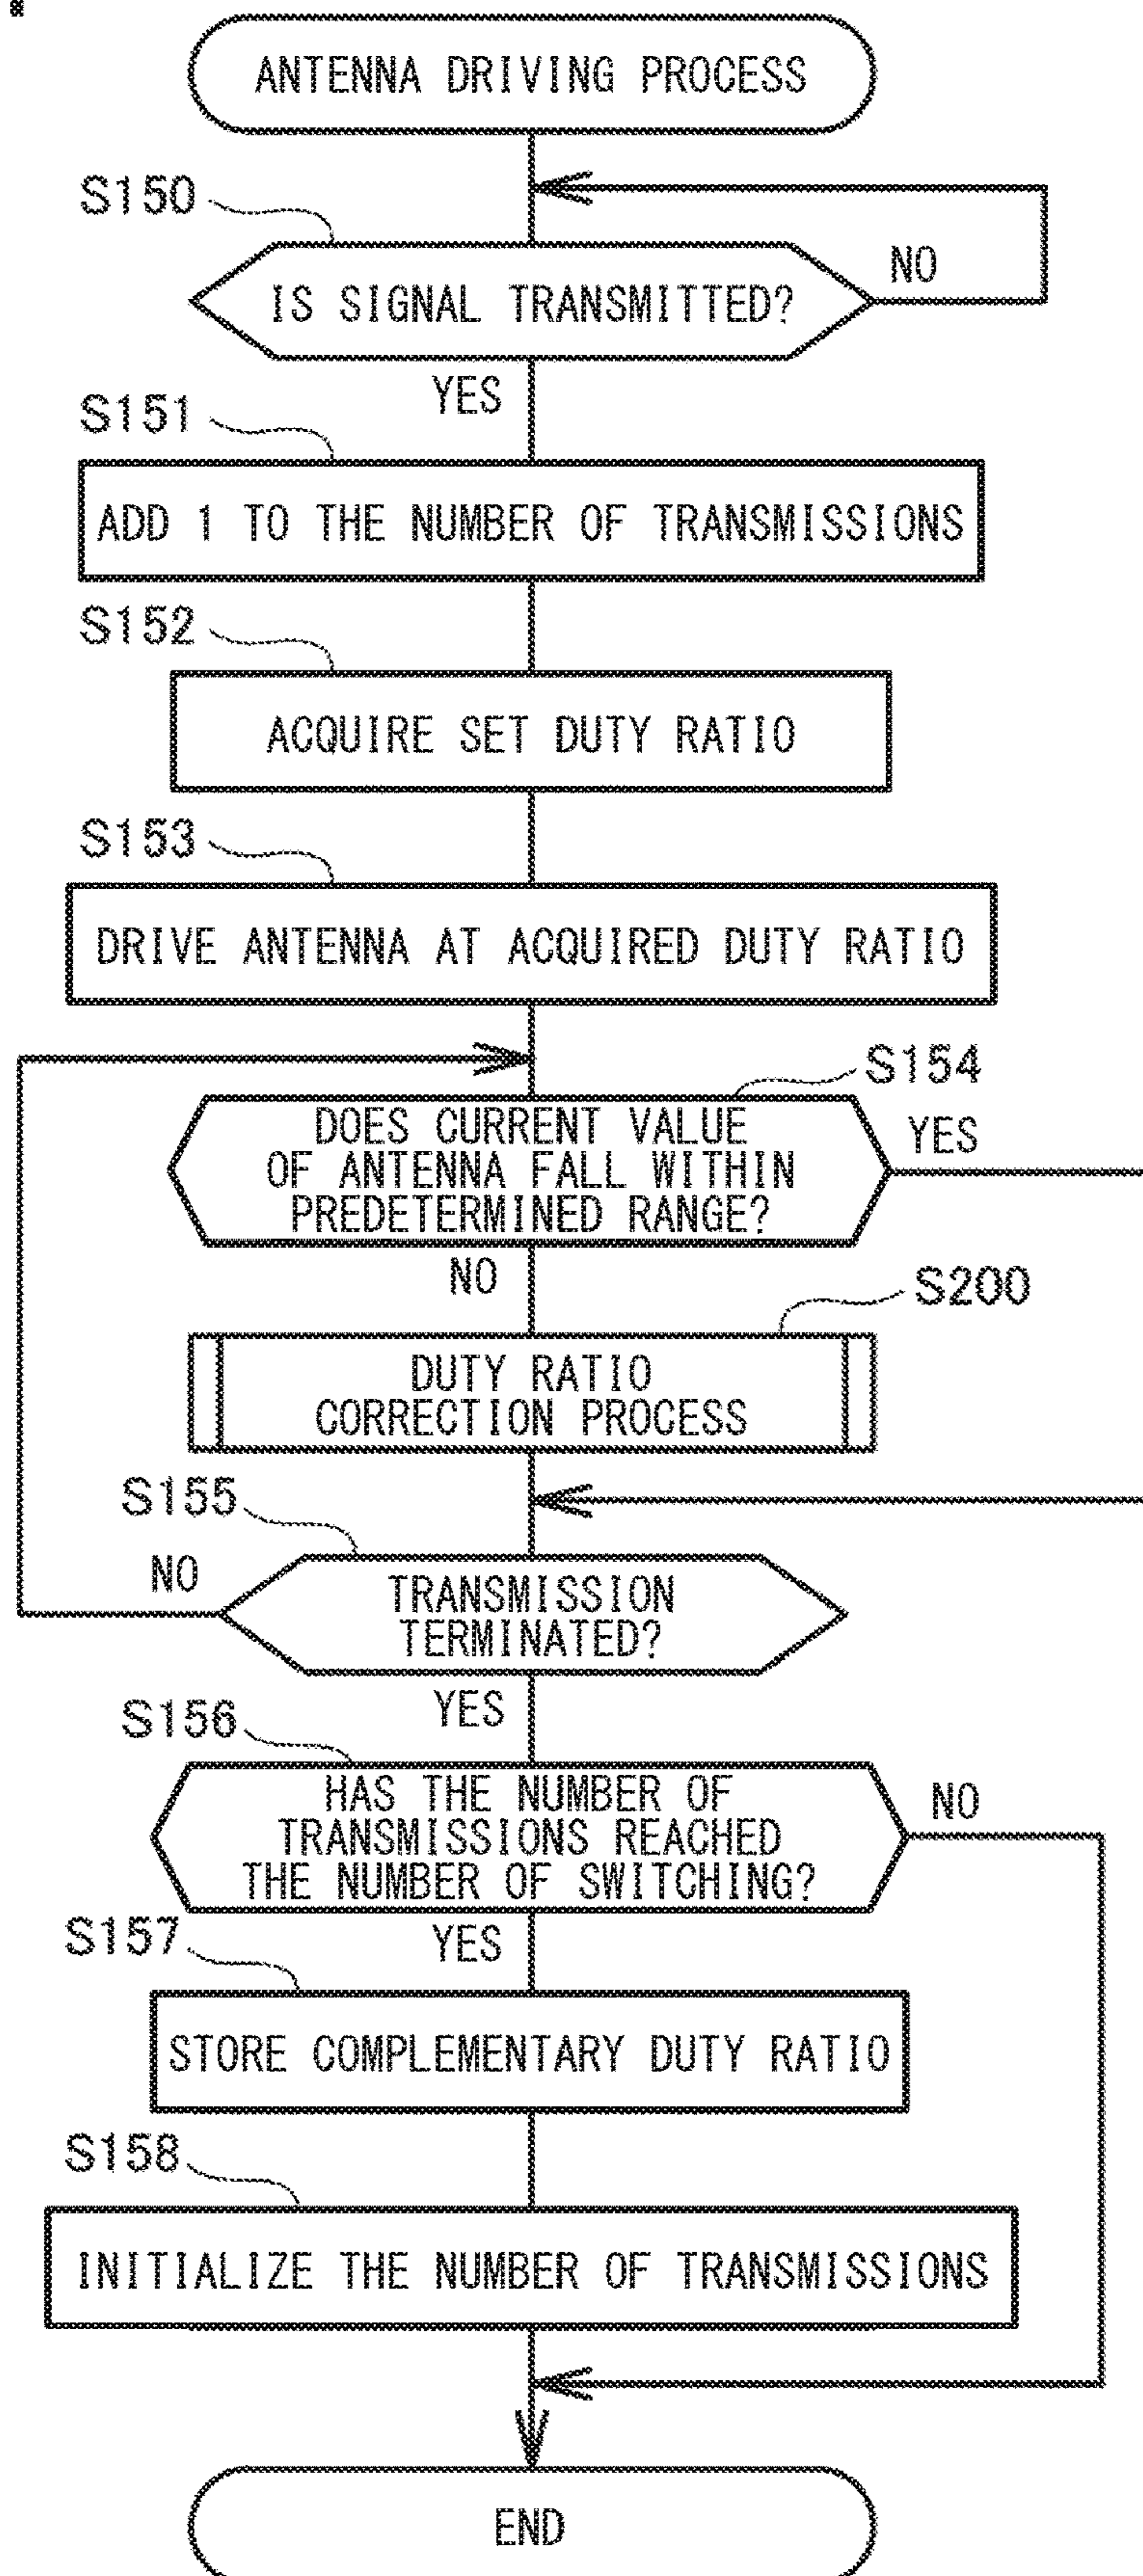 ANTENNA DRIVING PROCESS
S150
NO
IS SIGNAL TRANSMITTED?
YES
S151
ADD 1 TO THE NUMBER OF TRANSMISSIONS
S152
ACQUIRE SET DUTY RATIO
S153
DRIVE ANTENNA AT ACQUIRED DUTY RATIO
S154
DOES CURRENT VALUE
OF ANTENNA FALL WITHIN
PREDETERMINED RANGE?
YES
NO
S200
DUTY RATIO
CORRECTION PROCESS
S155
NO
TRANSMISSION
TERMINATED?
YES
S156
HAS THE NUMBER OF
TRANSMISSIONS REACHED
THE NUMBER OF SWITCHING?
NO
YES
S157
STORE COMPLEMENTARY DUTY RATIO
S158
INITIALIZE THE NUMBER OF TRANSMISSIONS
END